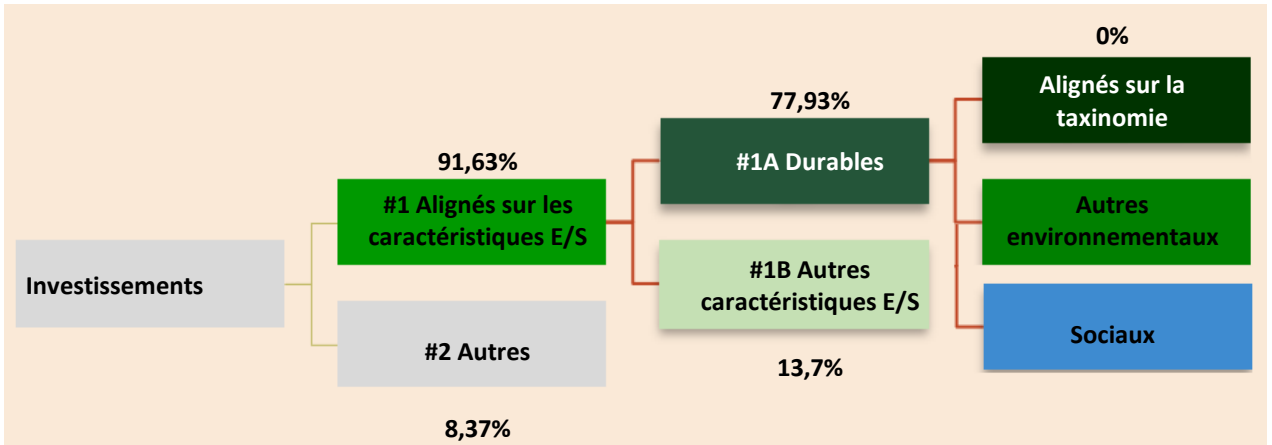 0%
Alignés sur la
taxinomie
77,93%
#1A Durables
91,63%
#1 Alignés sur les
caractéristiques E/S
Autres
environnementaux
Investissements
#1B Autres
caractéristiques E/S
Sociaux
#2 Autres
13,7%
8,37%